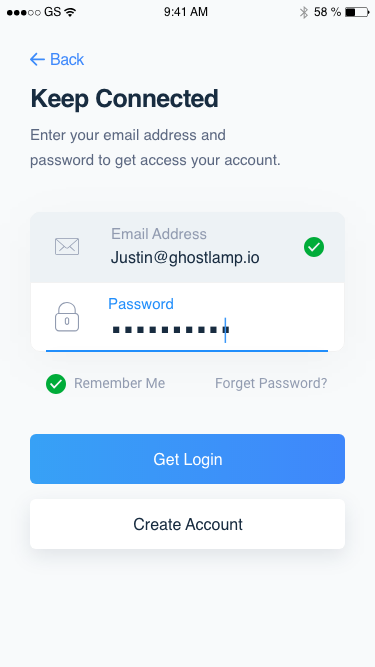 GS 9:41 AM 58 %
Back
Keep Connected
Enter your email address and
password to get access your account.
Email Address
Justin@ghostlamp.io
Password
Remember Me Forget Password?
Get Login
Create Account